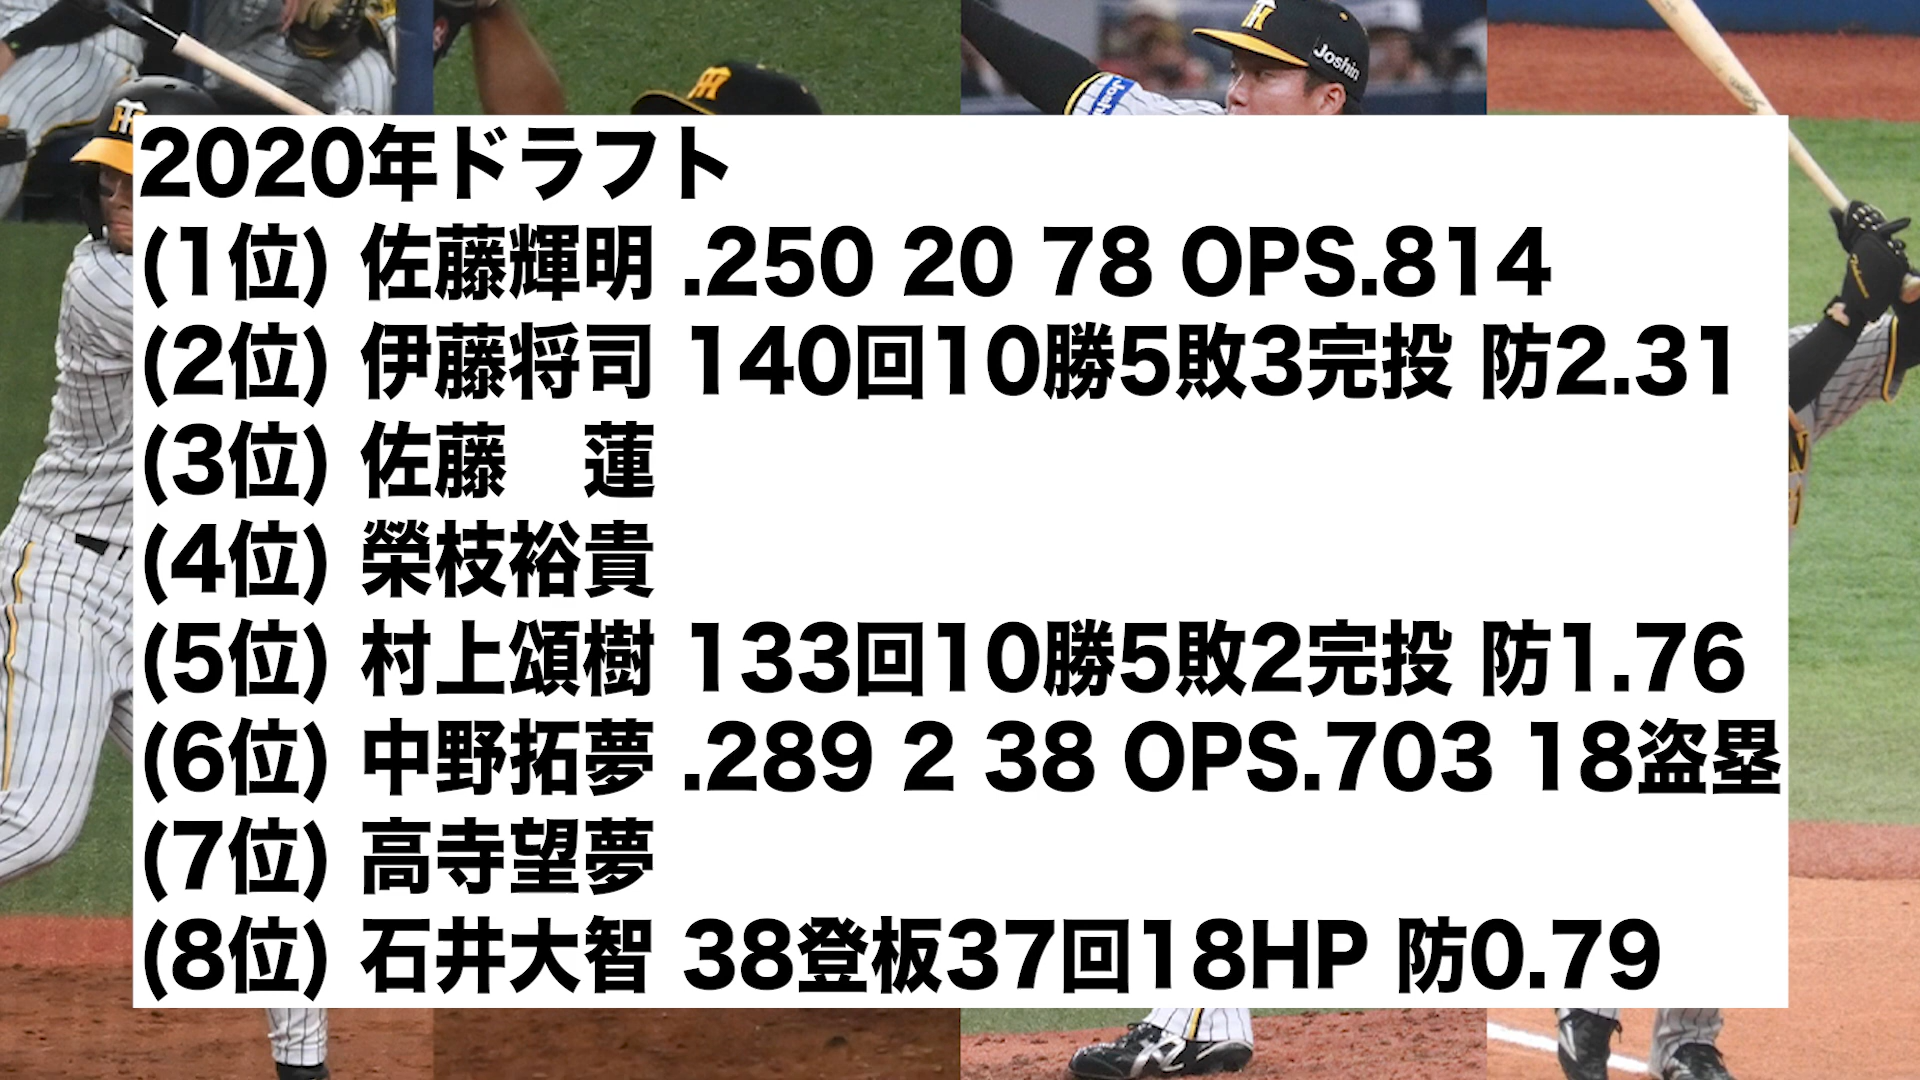 Joshin
2020年ドラフト
(1位) 佐藤輝明 .250 20 78 OPS.814
(2位) 伊藤将司 140回10勝5敗3完投 防2.31
(3位) 佐藤　蓮
(4位) 榮枝裕貴
(5位) 村上頌樹 133回10勝5敗2完投 防1.76
(6位) 中野拓夢 .289 2 38 OPS.703 18盗塁
(7位) 高寺望夢
(8位) 石井大智 38登板37回18HP 防0.79